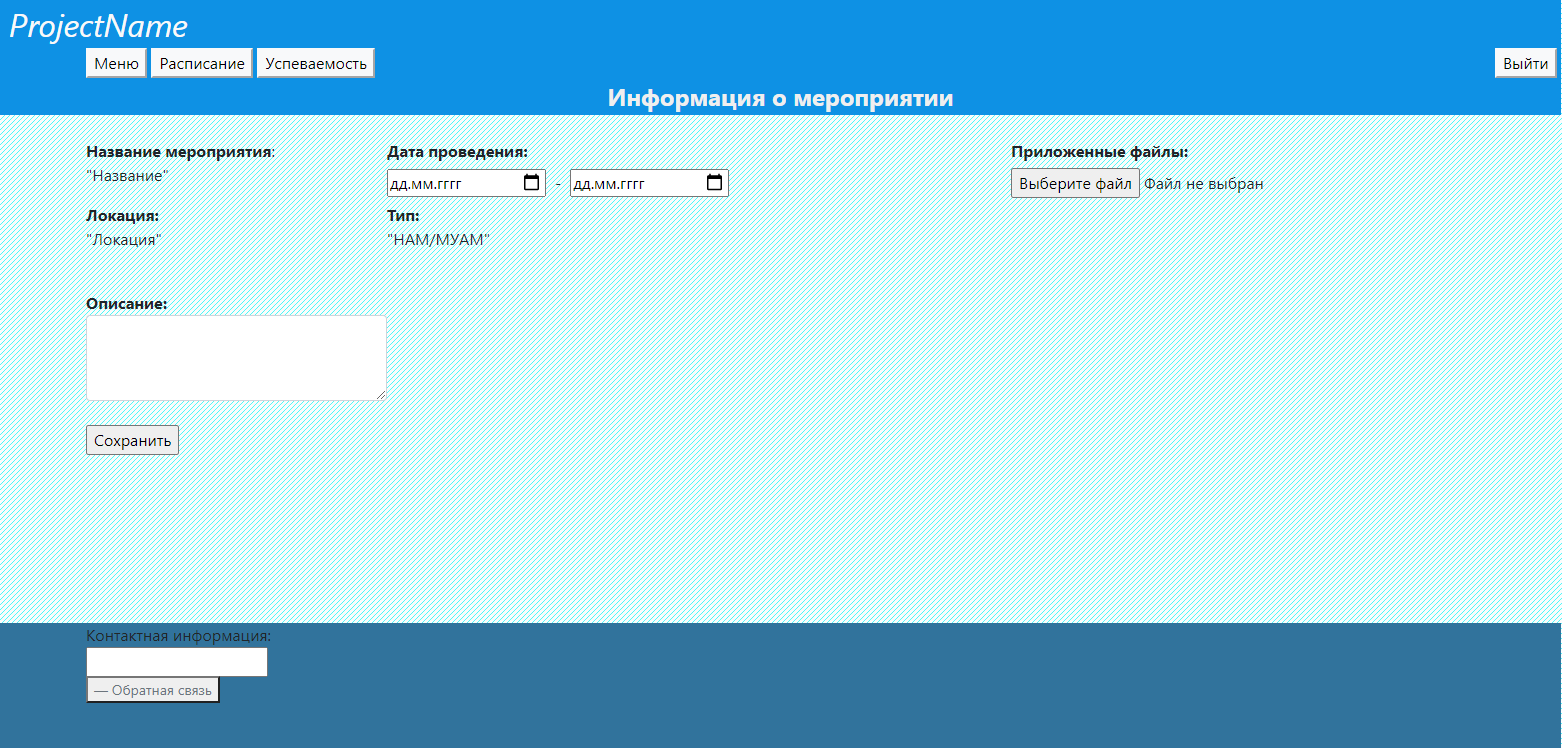 ProjectName
Меню Расписание Успеваемость Выйти
Информация о мероприятии
Название мероприятия: Дата проведения: Приложенные файлы:
"Название" дд.мм.гггг - дд.мм.гггг Выберите файл Файл не выбран
Локация: Тип:
"Локация" "НАМ/МУАМ"
Описание:
Сохранить
Контактная информация:
— Обратная связь